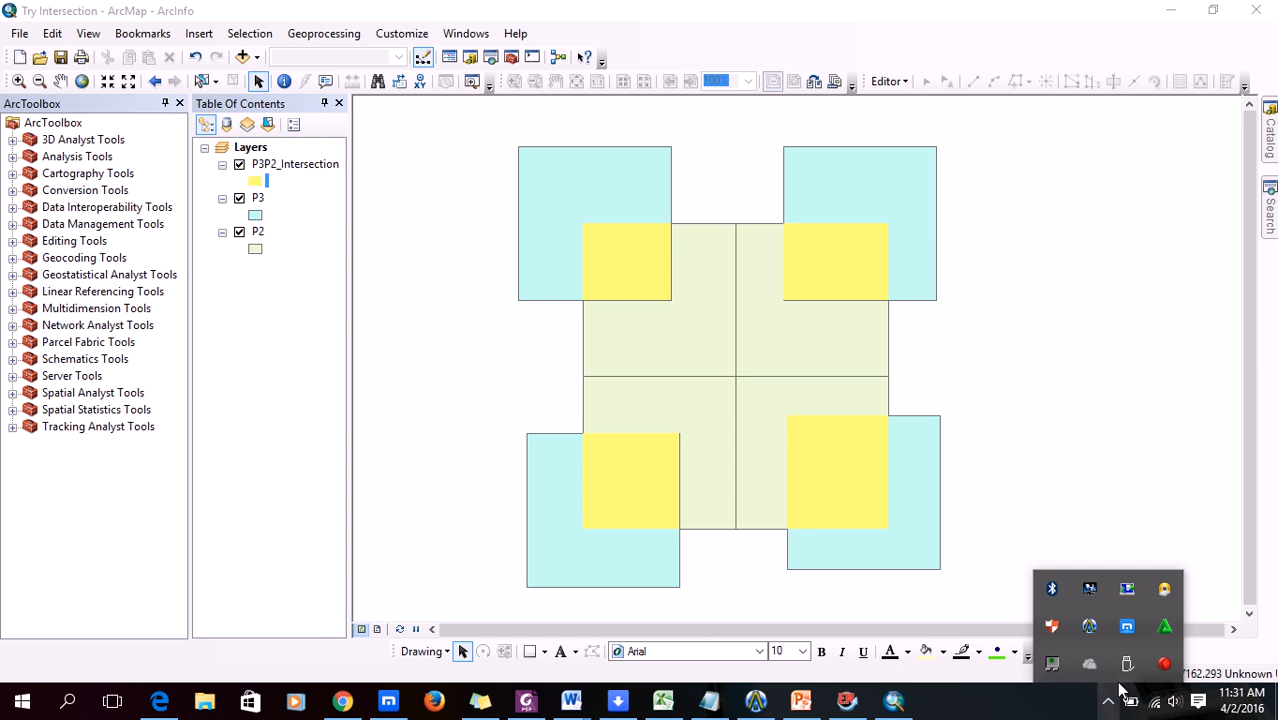 Try Intersection - ArcMap - ArcInfo
File Edit View Bookmarks Insert Selection Geoprocessing Customize Windows Help
100%
Editor
ArcToolbox
Table Of Contents
ArcToolbox
3D Analyst Tools
Analysis Tools
Cartography Tools
Conversion Tools
Data Interoperability Tools
Data Management Tools
Editing Tools
Geocoding Tools
Geostatistical Analyst Tools
Linear Referencing Tools
Multidimension Tools
Network Analyst Tools
Parcel Fabric Tools
Schematics Tools
Server Tools
Spatial Analyst Tools
Spatial Statistics Tools
Tracking Analyst Tools
Layers
P3P2_Intersection
P3
P2
Catalog
Search
Drawing
A
Arial
10
B I U A
7162.293 Unknown
11:31 AM
4/2/2016